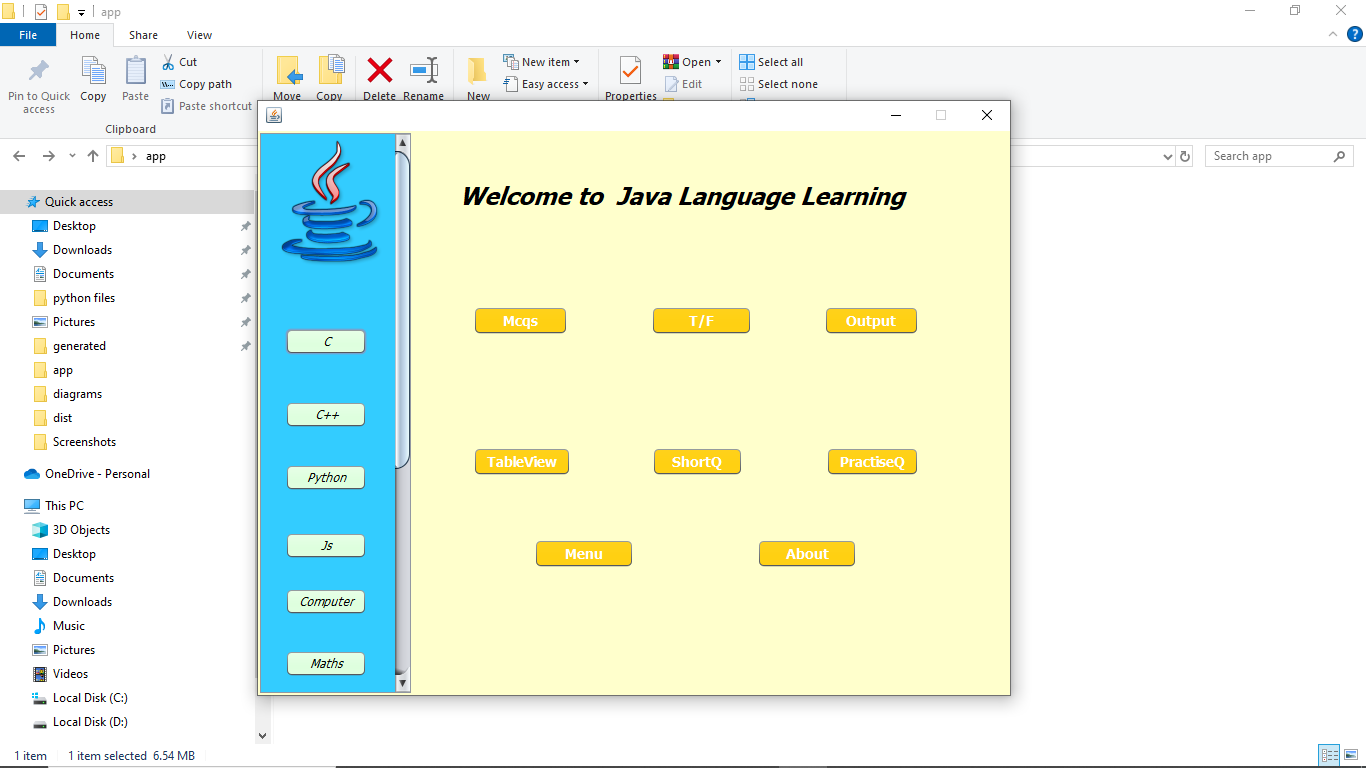 app
File Home Share View
Pin to Quick access
Copy
Paste
Cut
Copy path
Paste shortcut
Clipboard
Move
Copy
Delete
Rename
New
New item
Easy access
Properties
Open
Edit
Select all
Select none
app
Search app
Quick access
Desktop
Downloads
Documents
python files
Pictures
generated
app
diagrams
dist
Screenshots
OneDrive - Personal
This PC
3D Objects
Desktop
Documents
Downloads
Music
Pictures
Videos
Local Disk (C:)
Local Disk (D:)
1 item 1 item selected 6.54 MB
Welcome to Java Language Learning
C
C++
Python
Js
Computer
Maths
Mcqs T/F Output
TableView ShortQ PractiseQ
Menu About